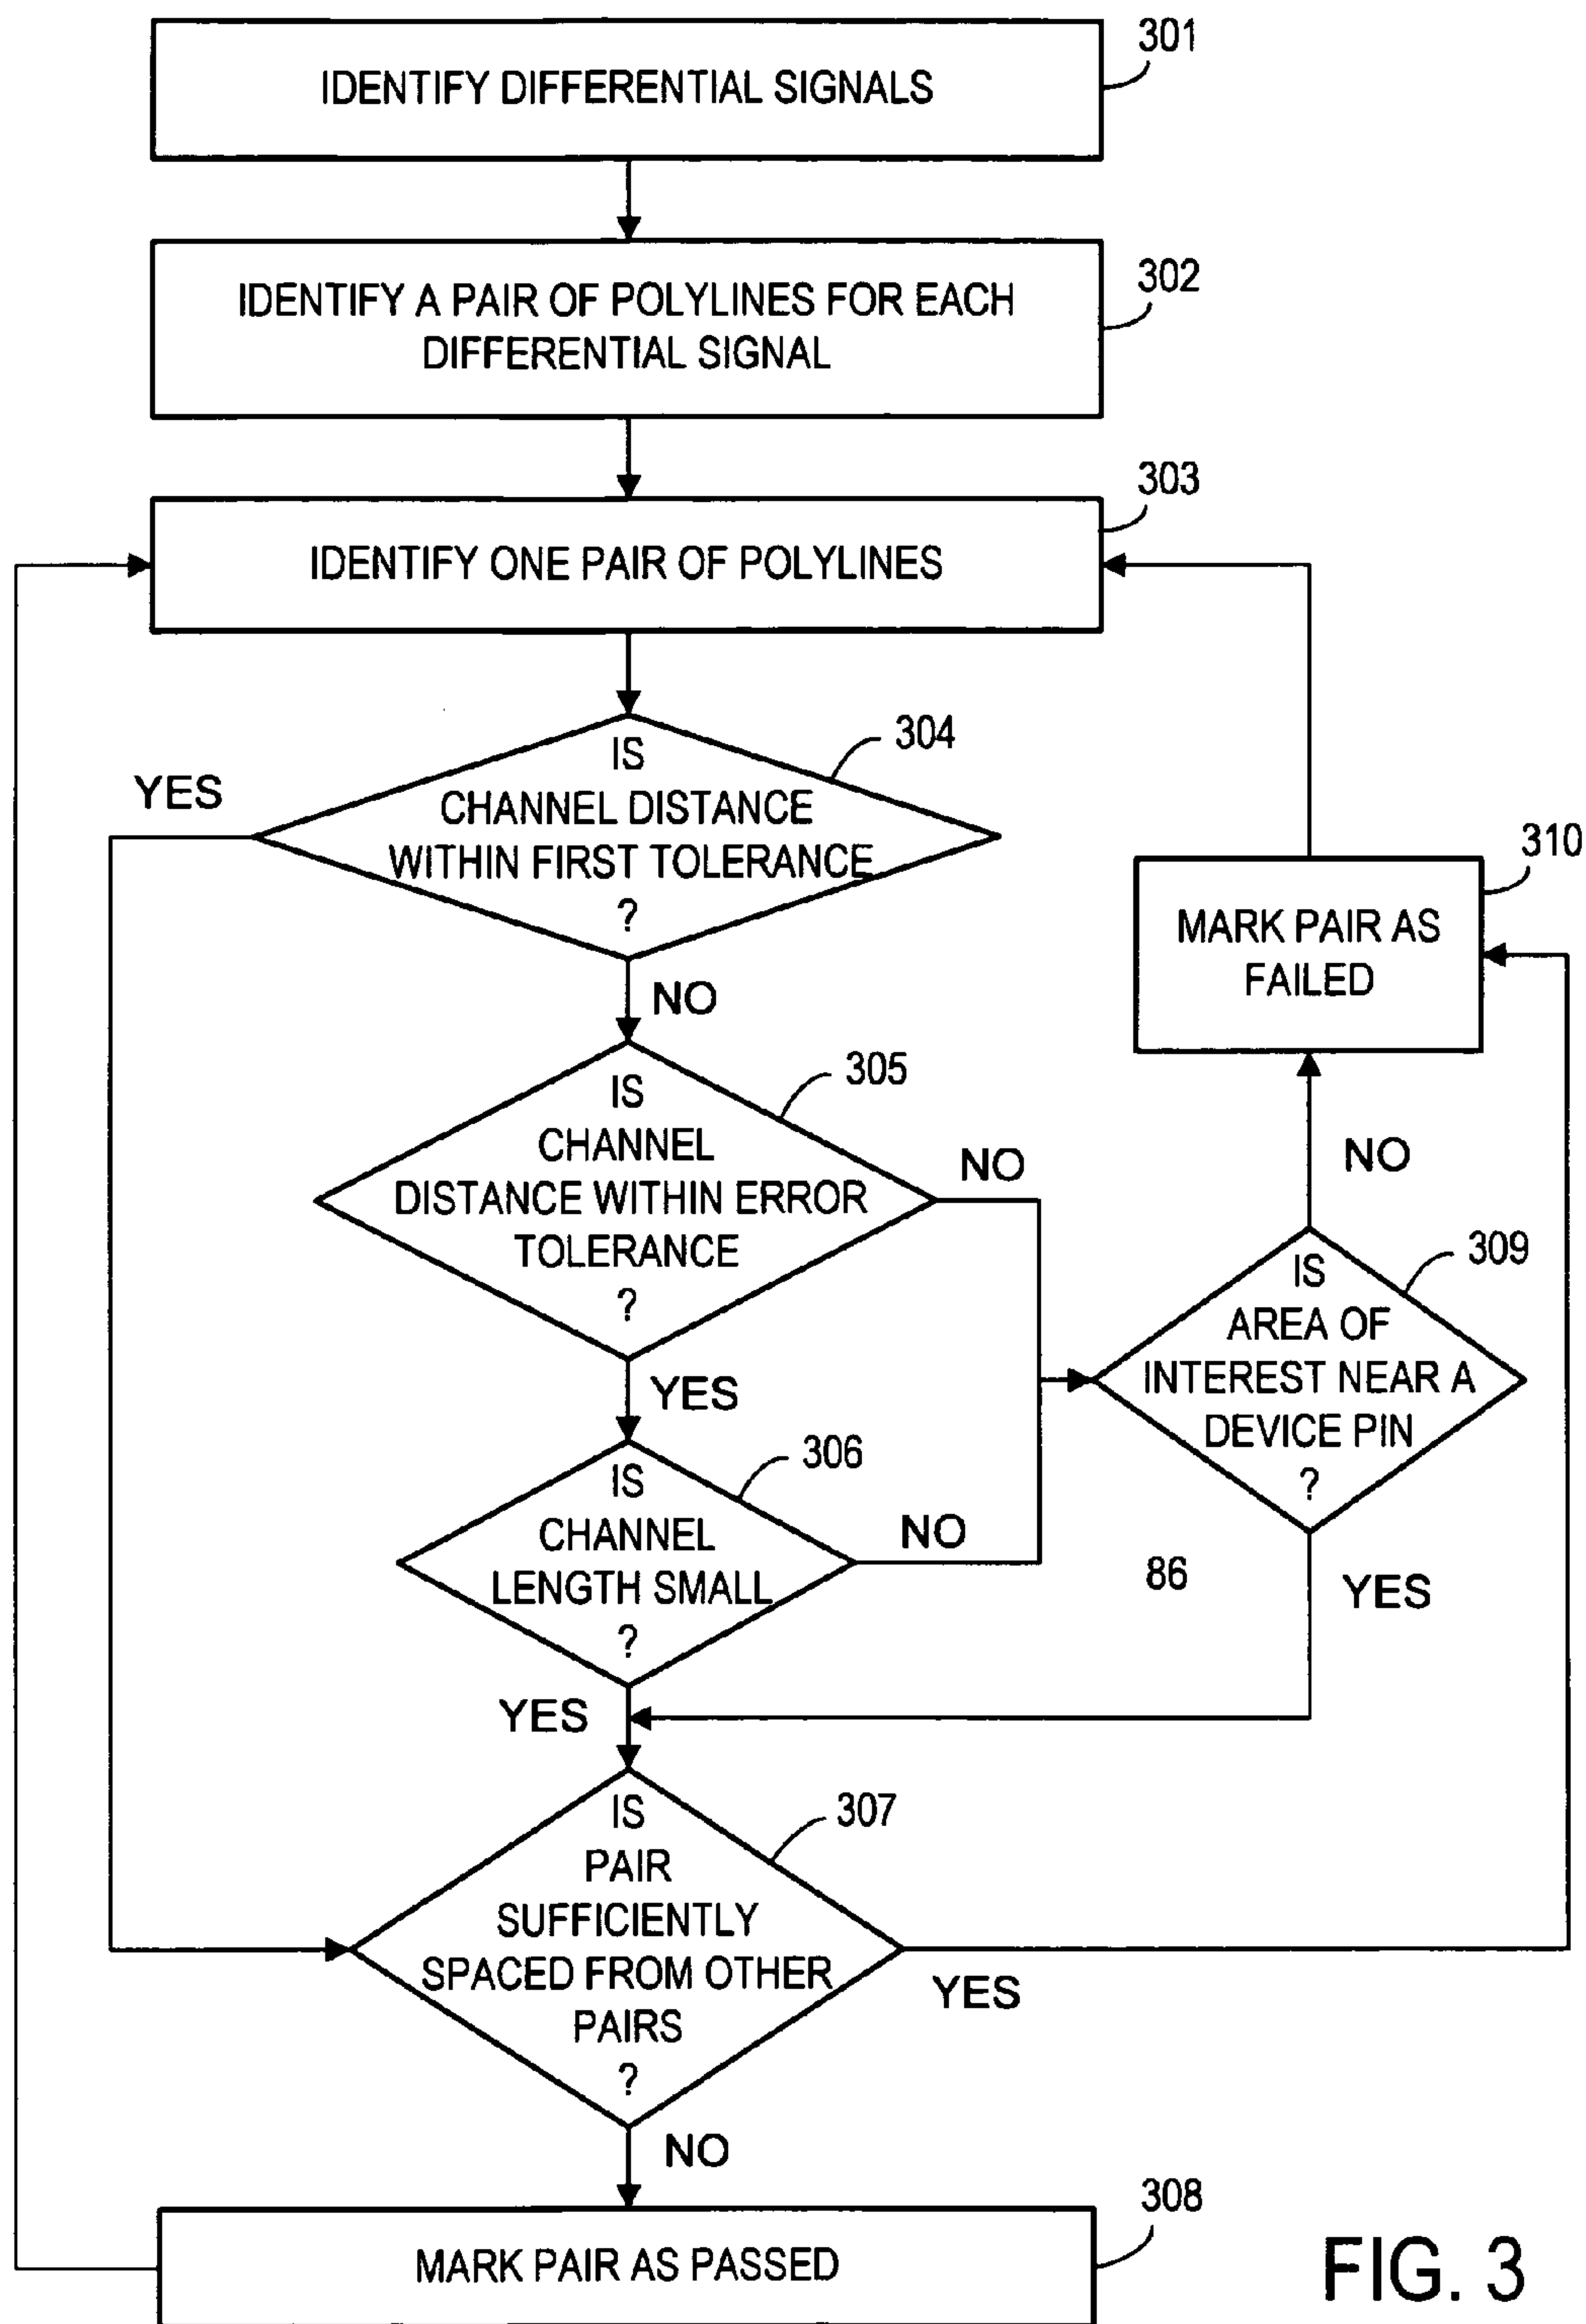 301
IDENTIFY DIFFERENTIAL SIGNALS
302
IDENTIFY A PAIR OF POLYLINES FOR EACH
DIFFERENTIAL SIGNAL
303
IDENTIFY ONE PAIR OF POLYLINES
304
IS
CHANNEL DISTANCE
WITHIN FIRST TOLERANCE
?
YES
NO
310
MARK PAIR AS
FAILED
305
IS
CHANNEL
DISTANCE WITHIN ERROR
TOLERANCE
?
NO
YES
NO
309
IS
AREA OF
INTEREST NEAR A
DEVICE PIN
?
306
IS
CHANNEL
LENGTH SMALL
?
NO
86
YES
YES
307
IS
PAIR
SUFFICIENTLY
SPACED FROM OTHER
PAIRS
?
YES
NO
308
MARK PAIR AS PASSED
FIG. 3